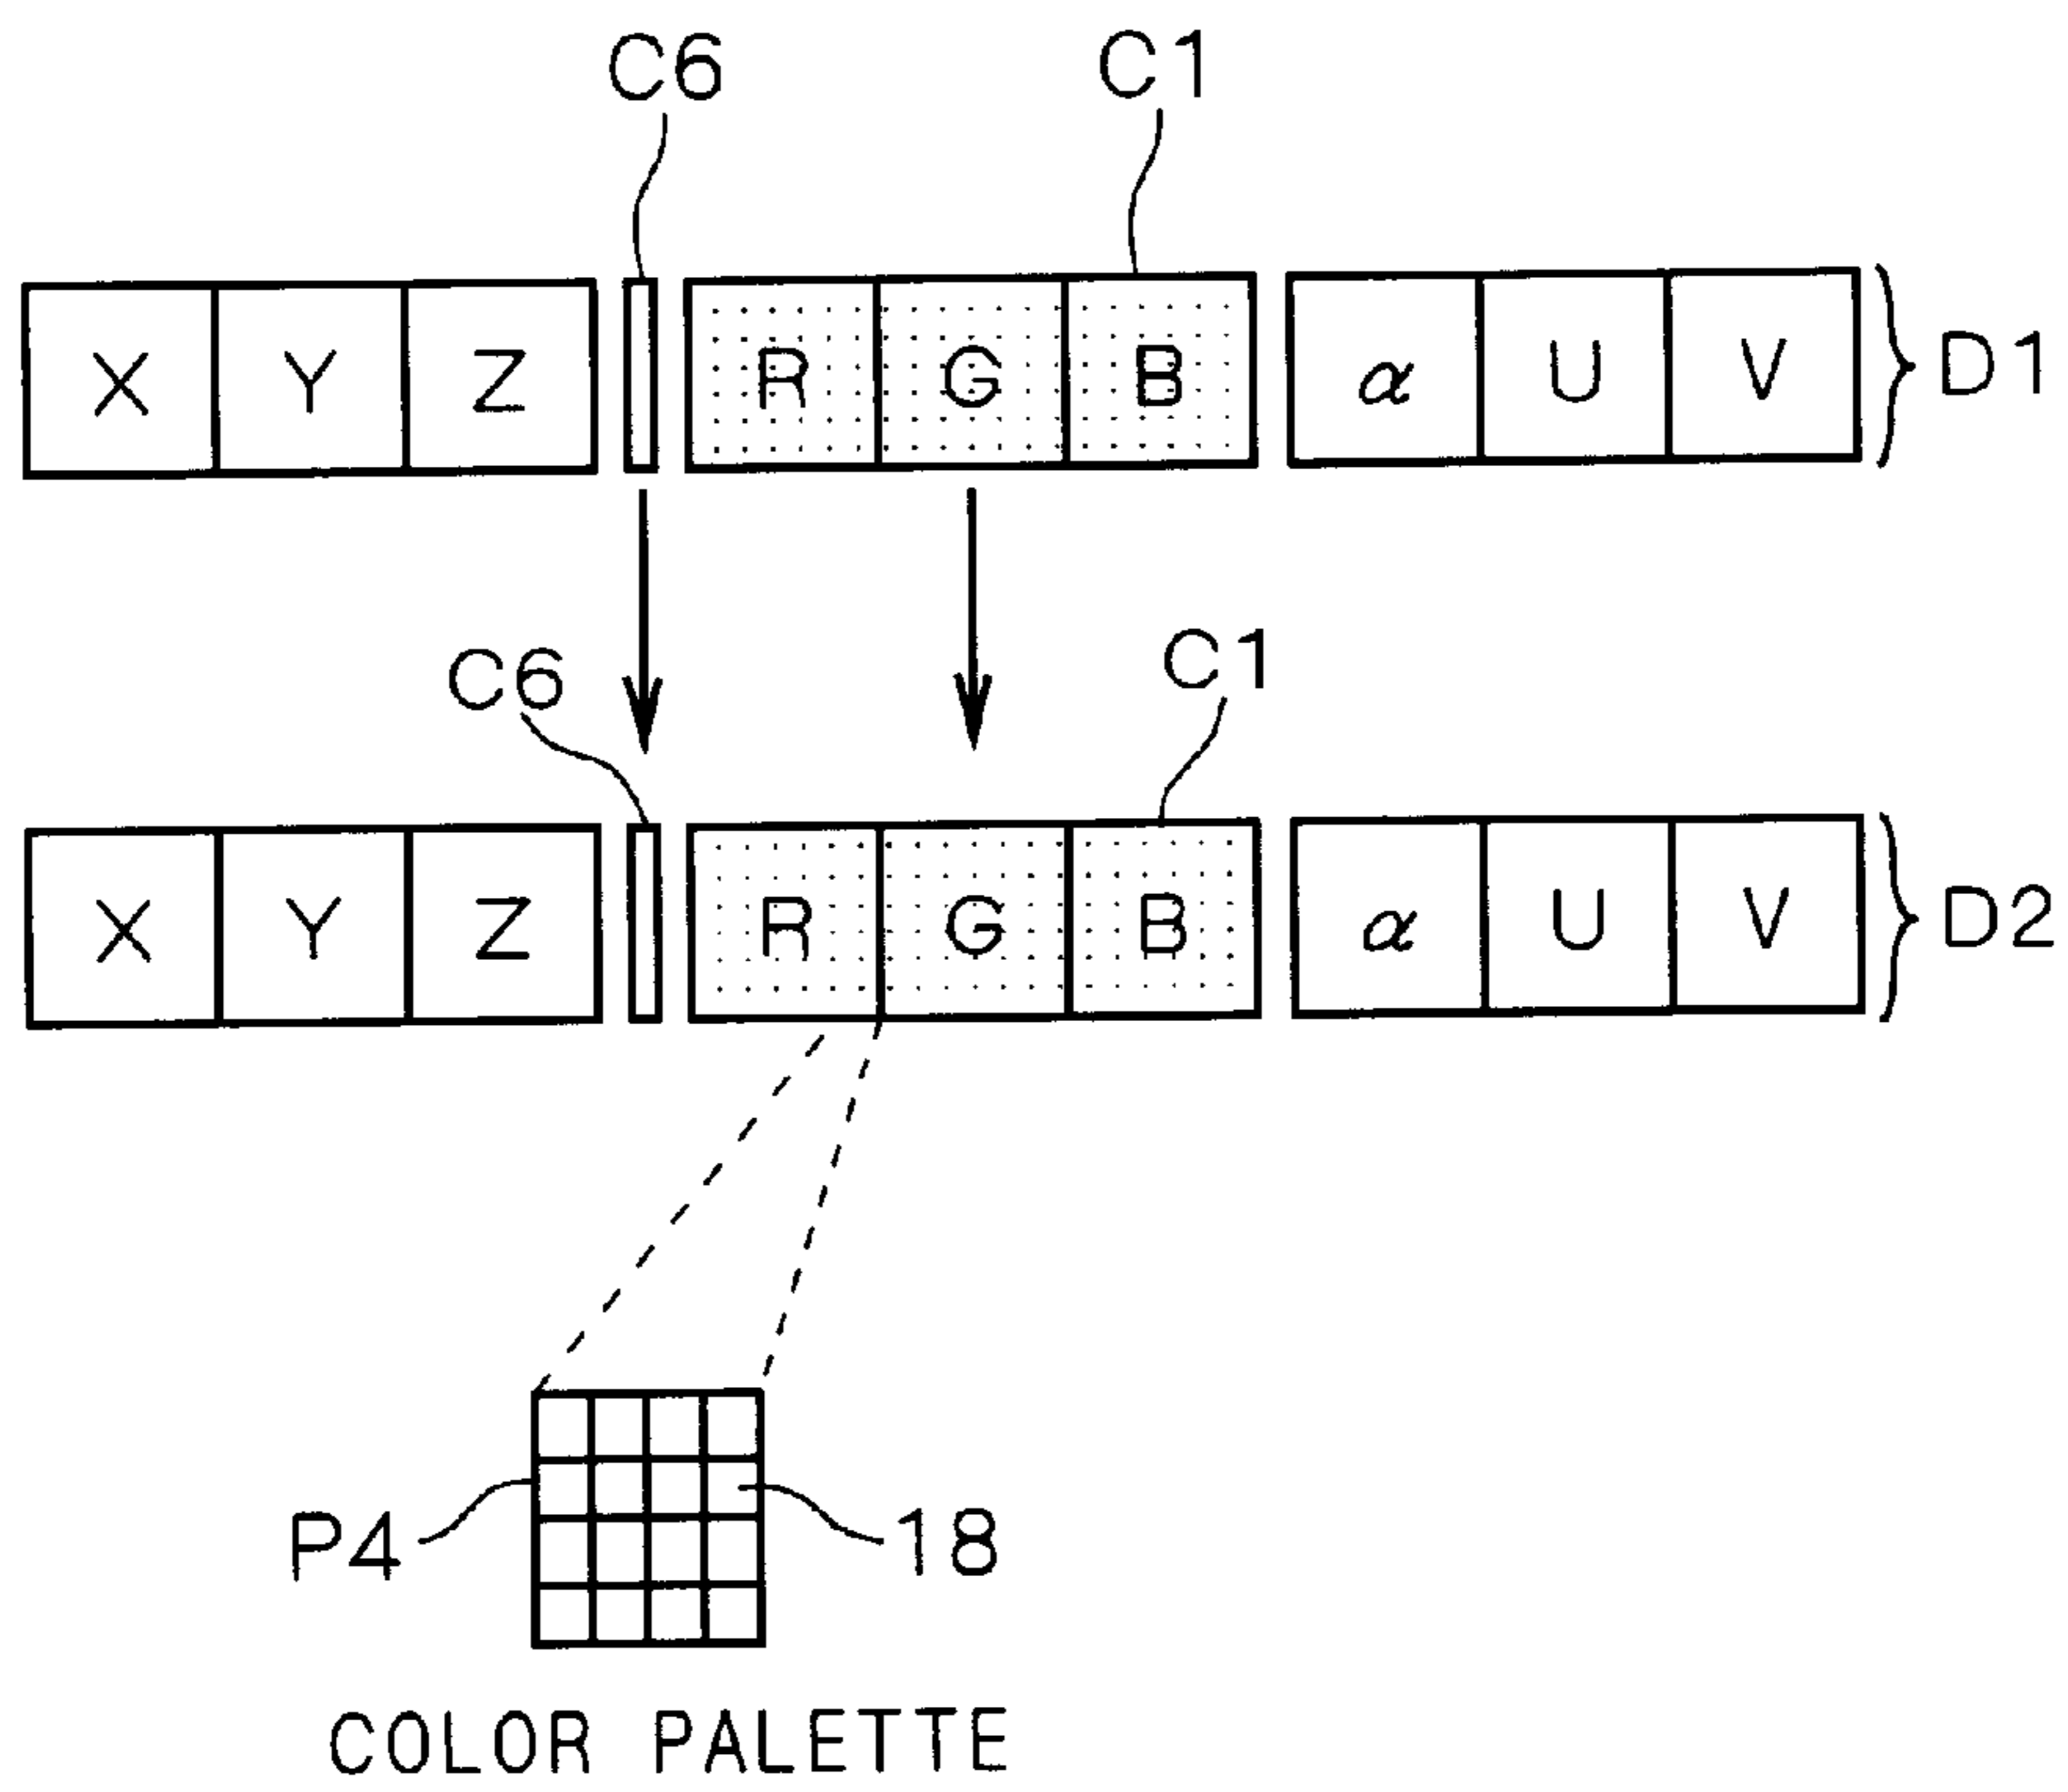 C6 C1
X Y Z R G B α U V D1
C6 C1
X Y Z R G B α U V D2
P4 18
COLOR PALETTE